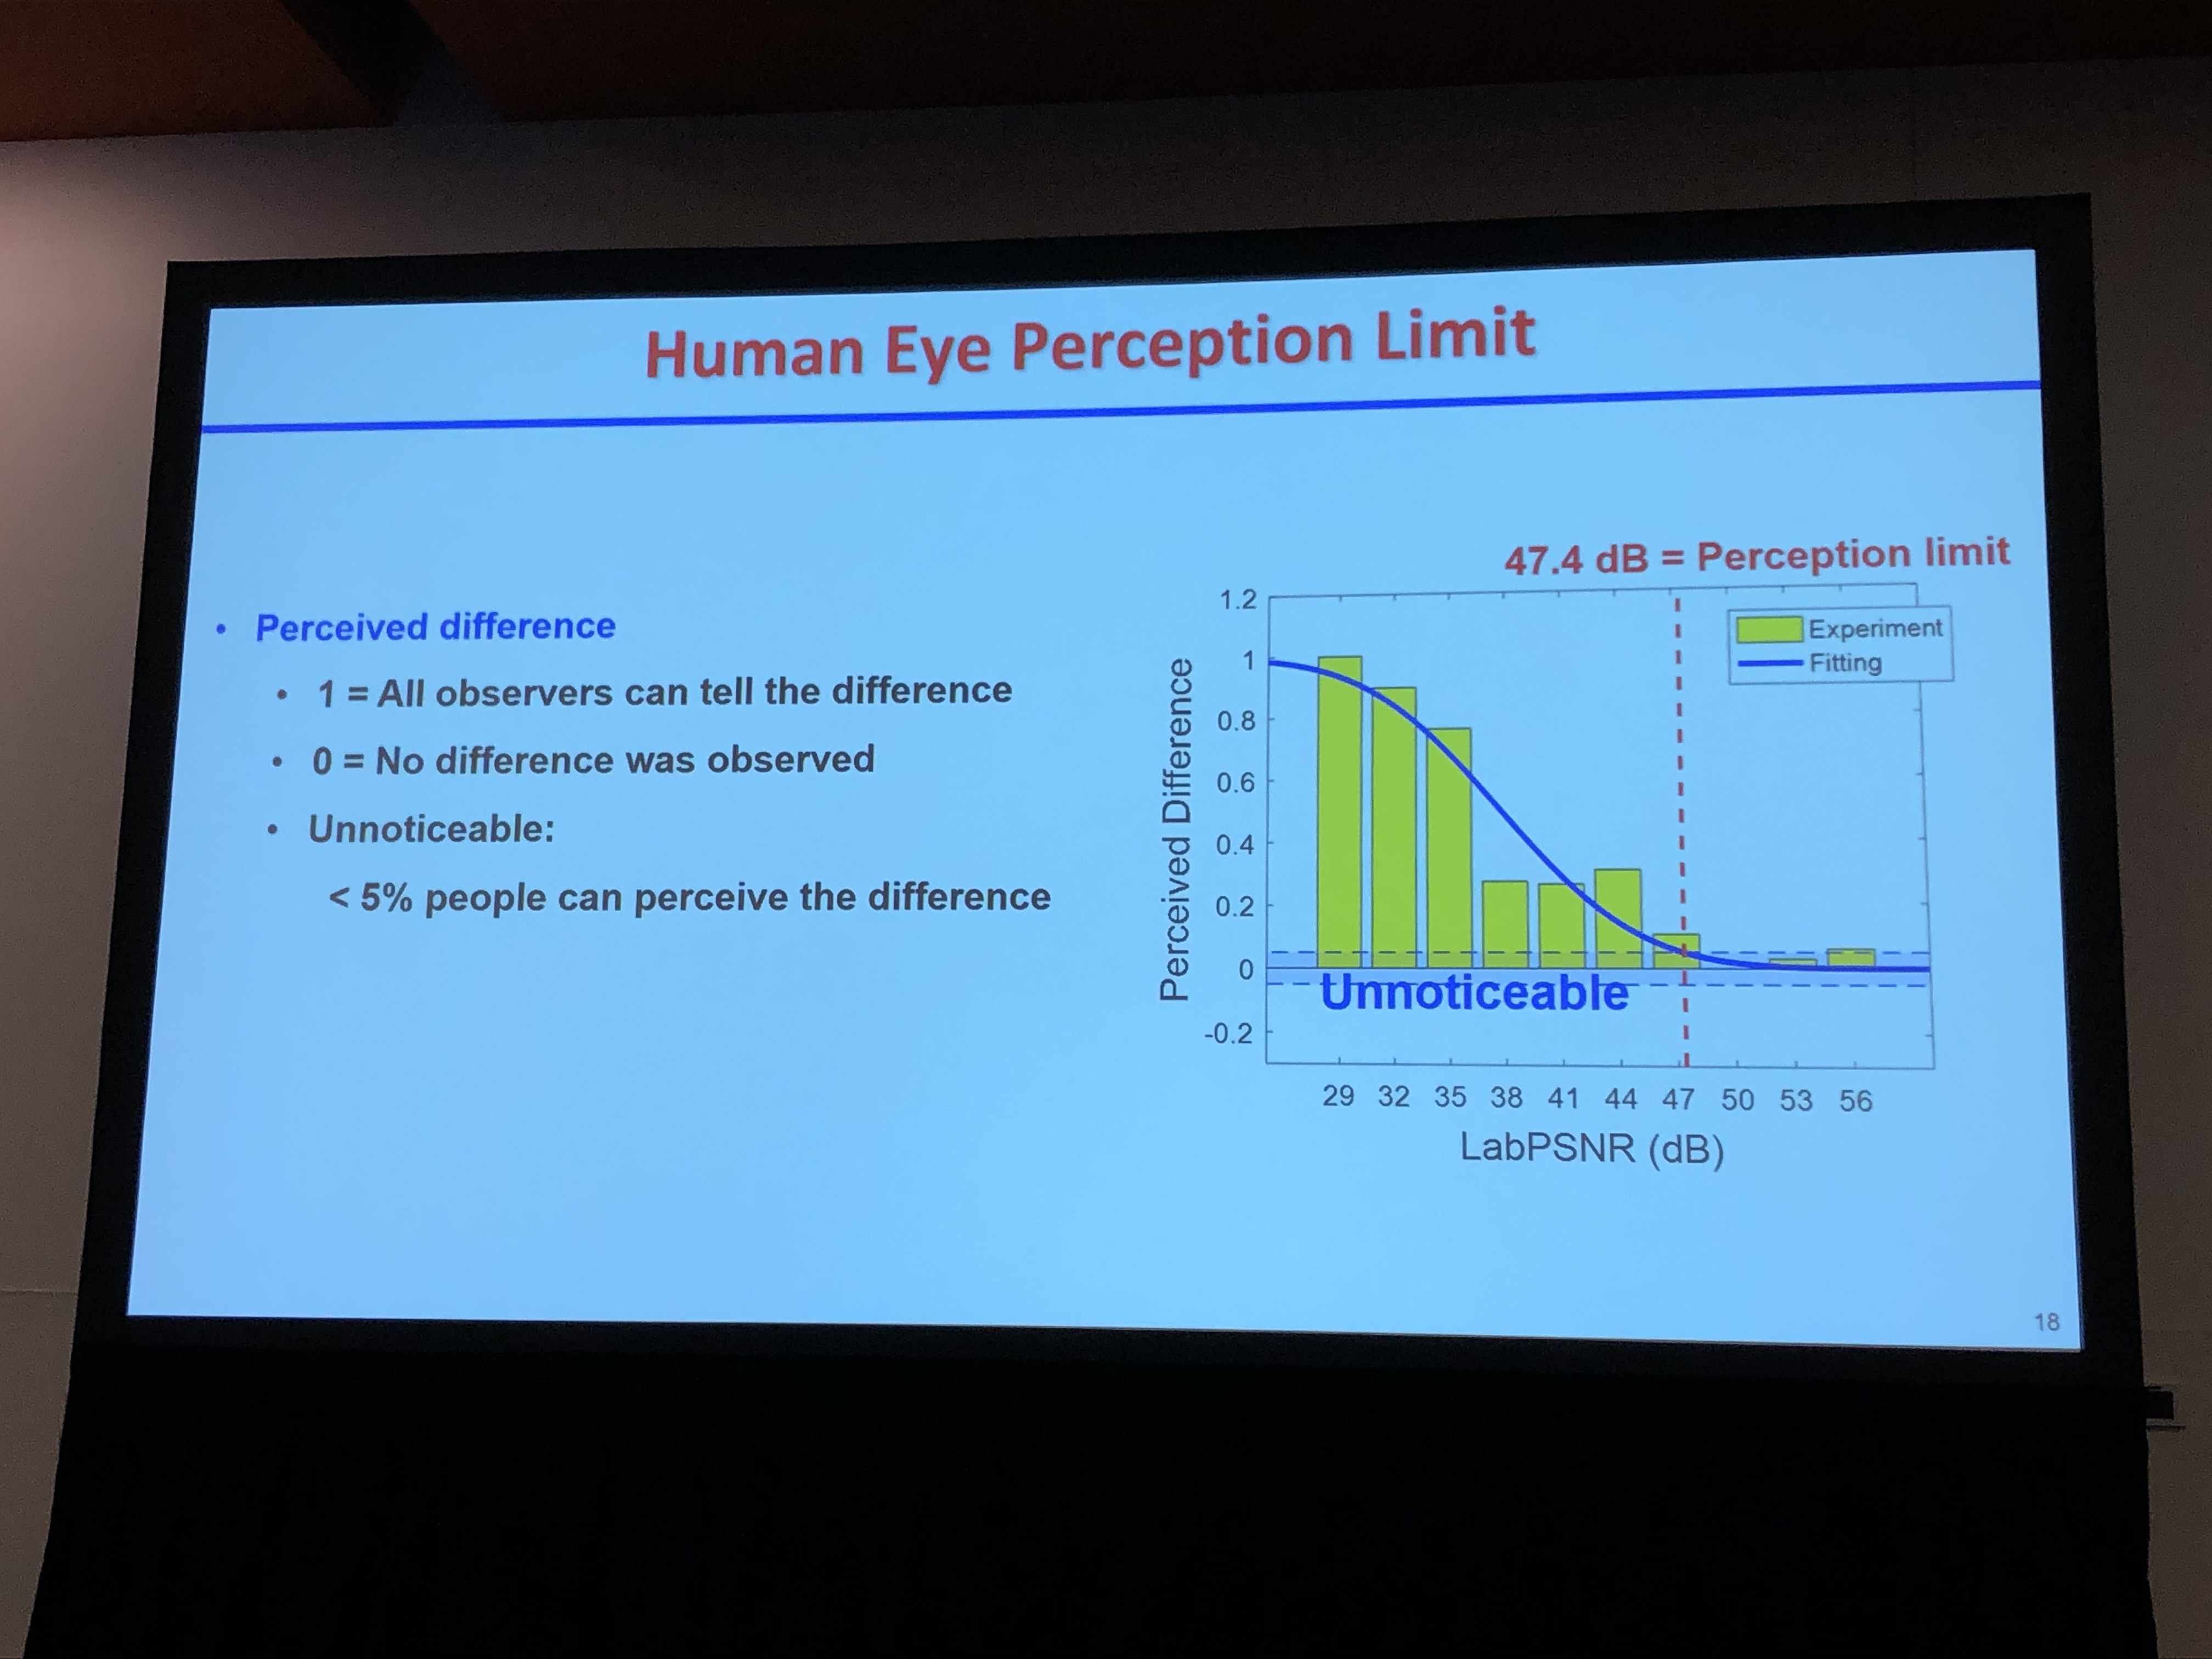 Human Eye Perception Limit
• Perceived difference
• 1 = All observers can tell the difference
• 0 = No difference was observed
• Unnoticeable:
< 5% people can perceive the difference
47.4 dB = Perception limit
Experiment
Fitting
1.2
1
0.8
0.6
0.4
0.2
0
-0.2
Perceived Difference
Unnoticeable
29 32 35 38 41 44 47 50 53 56
LabPSNR (dB)
18